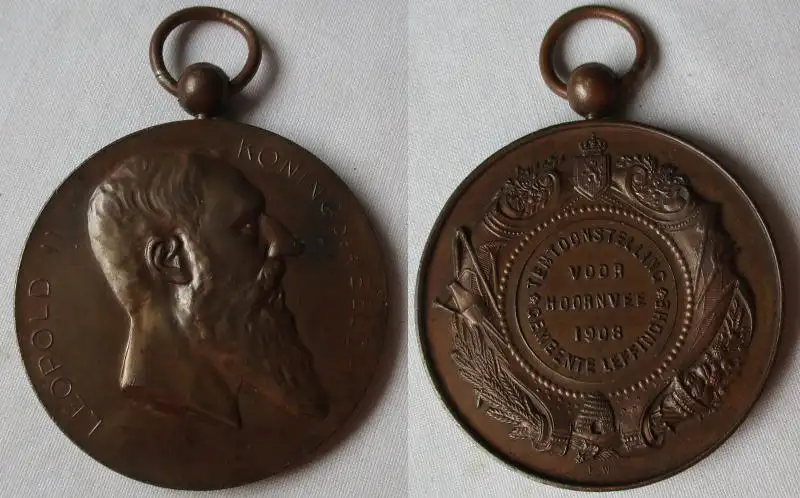 LEOPOLD II KONING DER BELGEN
TENTOONSTELLING
VOOR
HOORNVEE
1908
GEMEENTE LEFFINGHE